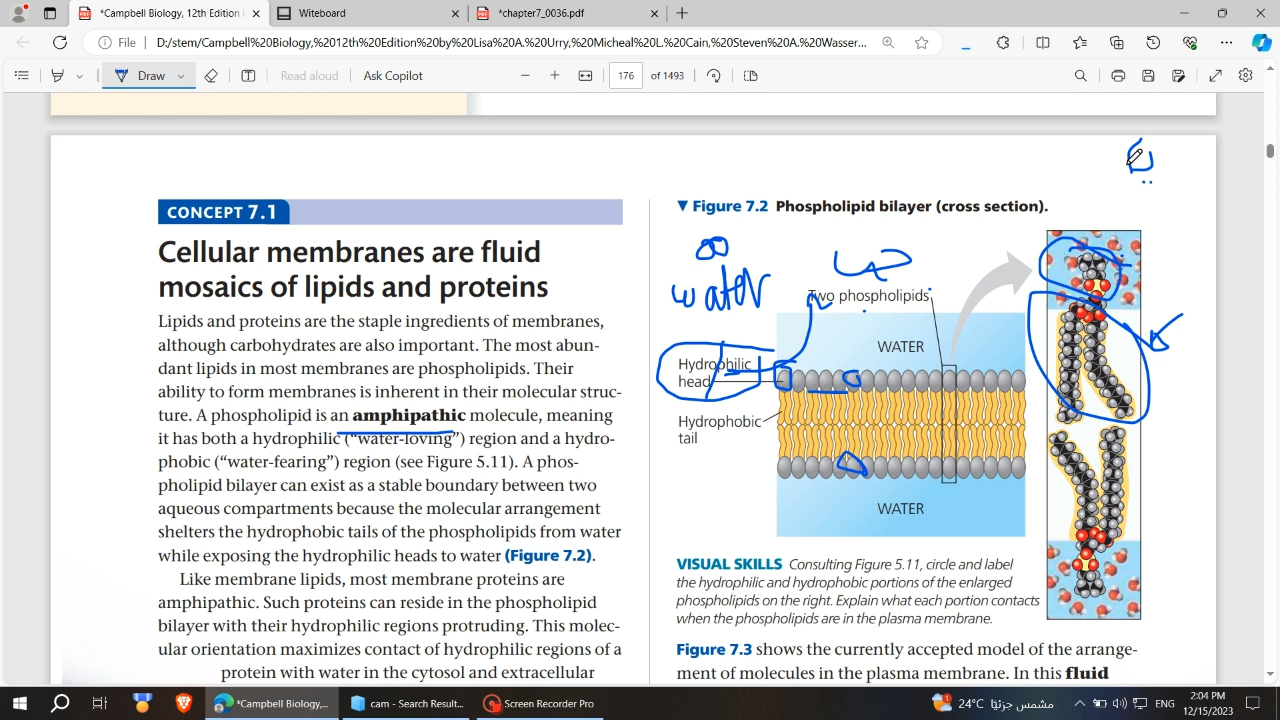 *Campbell Biology, 12th Edition
Witeboard
*chapter7_0036.pdf
File
D:/stem/Campbell%20Biology,%2012th%20Edition%20by%20Lisa%20A.%20Urry,%20Micheal%20L.%20Cain,%20Steven%20A.%20Wasser...
Draw
Read aloud
Ask Copilot
176 of 1493
CONCEPT 7.1
Cellular membranes are fluid
mosaics of lipids and proteins
Lipids and proteins are the staple ingredients of membranes,
although carbohydrates are also important. The most abun-
dant lipids in most membranes are phospholipids. Their
ability to form membranes is inherent in their molecular struc-
ture. A phospholipid is an amphipathic molecule, meaning
it has both a hydrophilic (“water-loving”) region and a hydro-
phobic (“water-fearing”) region (see Figure 5.11). A phos-
pholipid bilayer can exist as a stable boundary between two
aqueous compartments because the molecular arrangement
shelters the hydrophobic tails of the phospholipids from water
while exposing the hydrophilic heads to water (Figure 7.2).
Like membrane lipids, most membrane proteins are
amphipathic. Such proteins can reside in the phospholipid
bilayer with their hydrophilic regions protruding. This molec-
ular orientation maximizes contact of hydrophilic regions of a
protein with water in the cytosol and extracellular
▼ Figure 7.2 Phospholipid bilayer (cross section).
water
Two phospholipids
WATER
Hydrophilic
head
Hydrophobic
tail
WATER
VISUAL SKILLS Consulting Figure 5.11, circle and label
the hydrophilic and hydrophobic portions of the enlarged
phospholipids on the right. Explain what each portion contacts
when the phospholipids are in the plasma membrane.
Figure 7.3 shows the currently accepted model of the arrange-
ment of molecules in the plasma membrane. In this fluid
*Campbell Biology,...
cam - Search Result...
Screen Recorder Pro
24°C مشمس جزئيًا
ENG
2:04 PM
12/15/2023